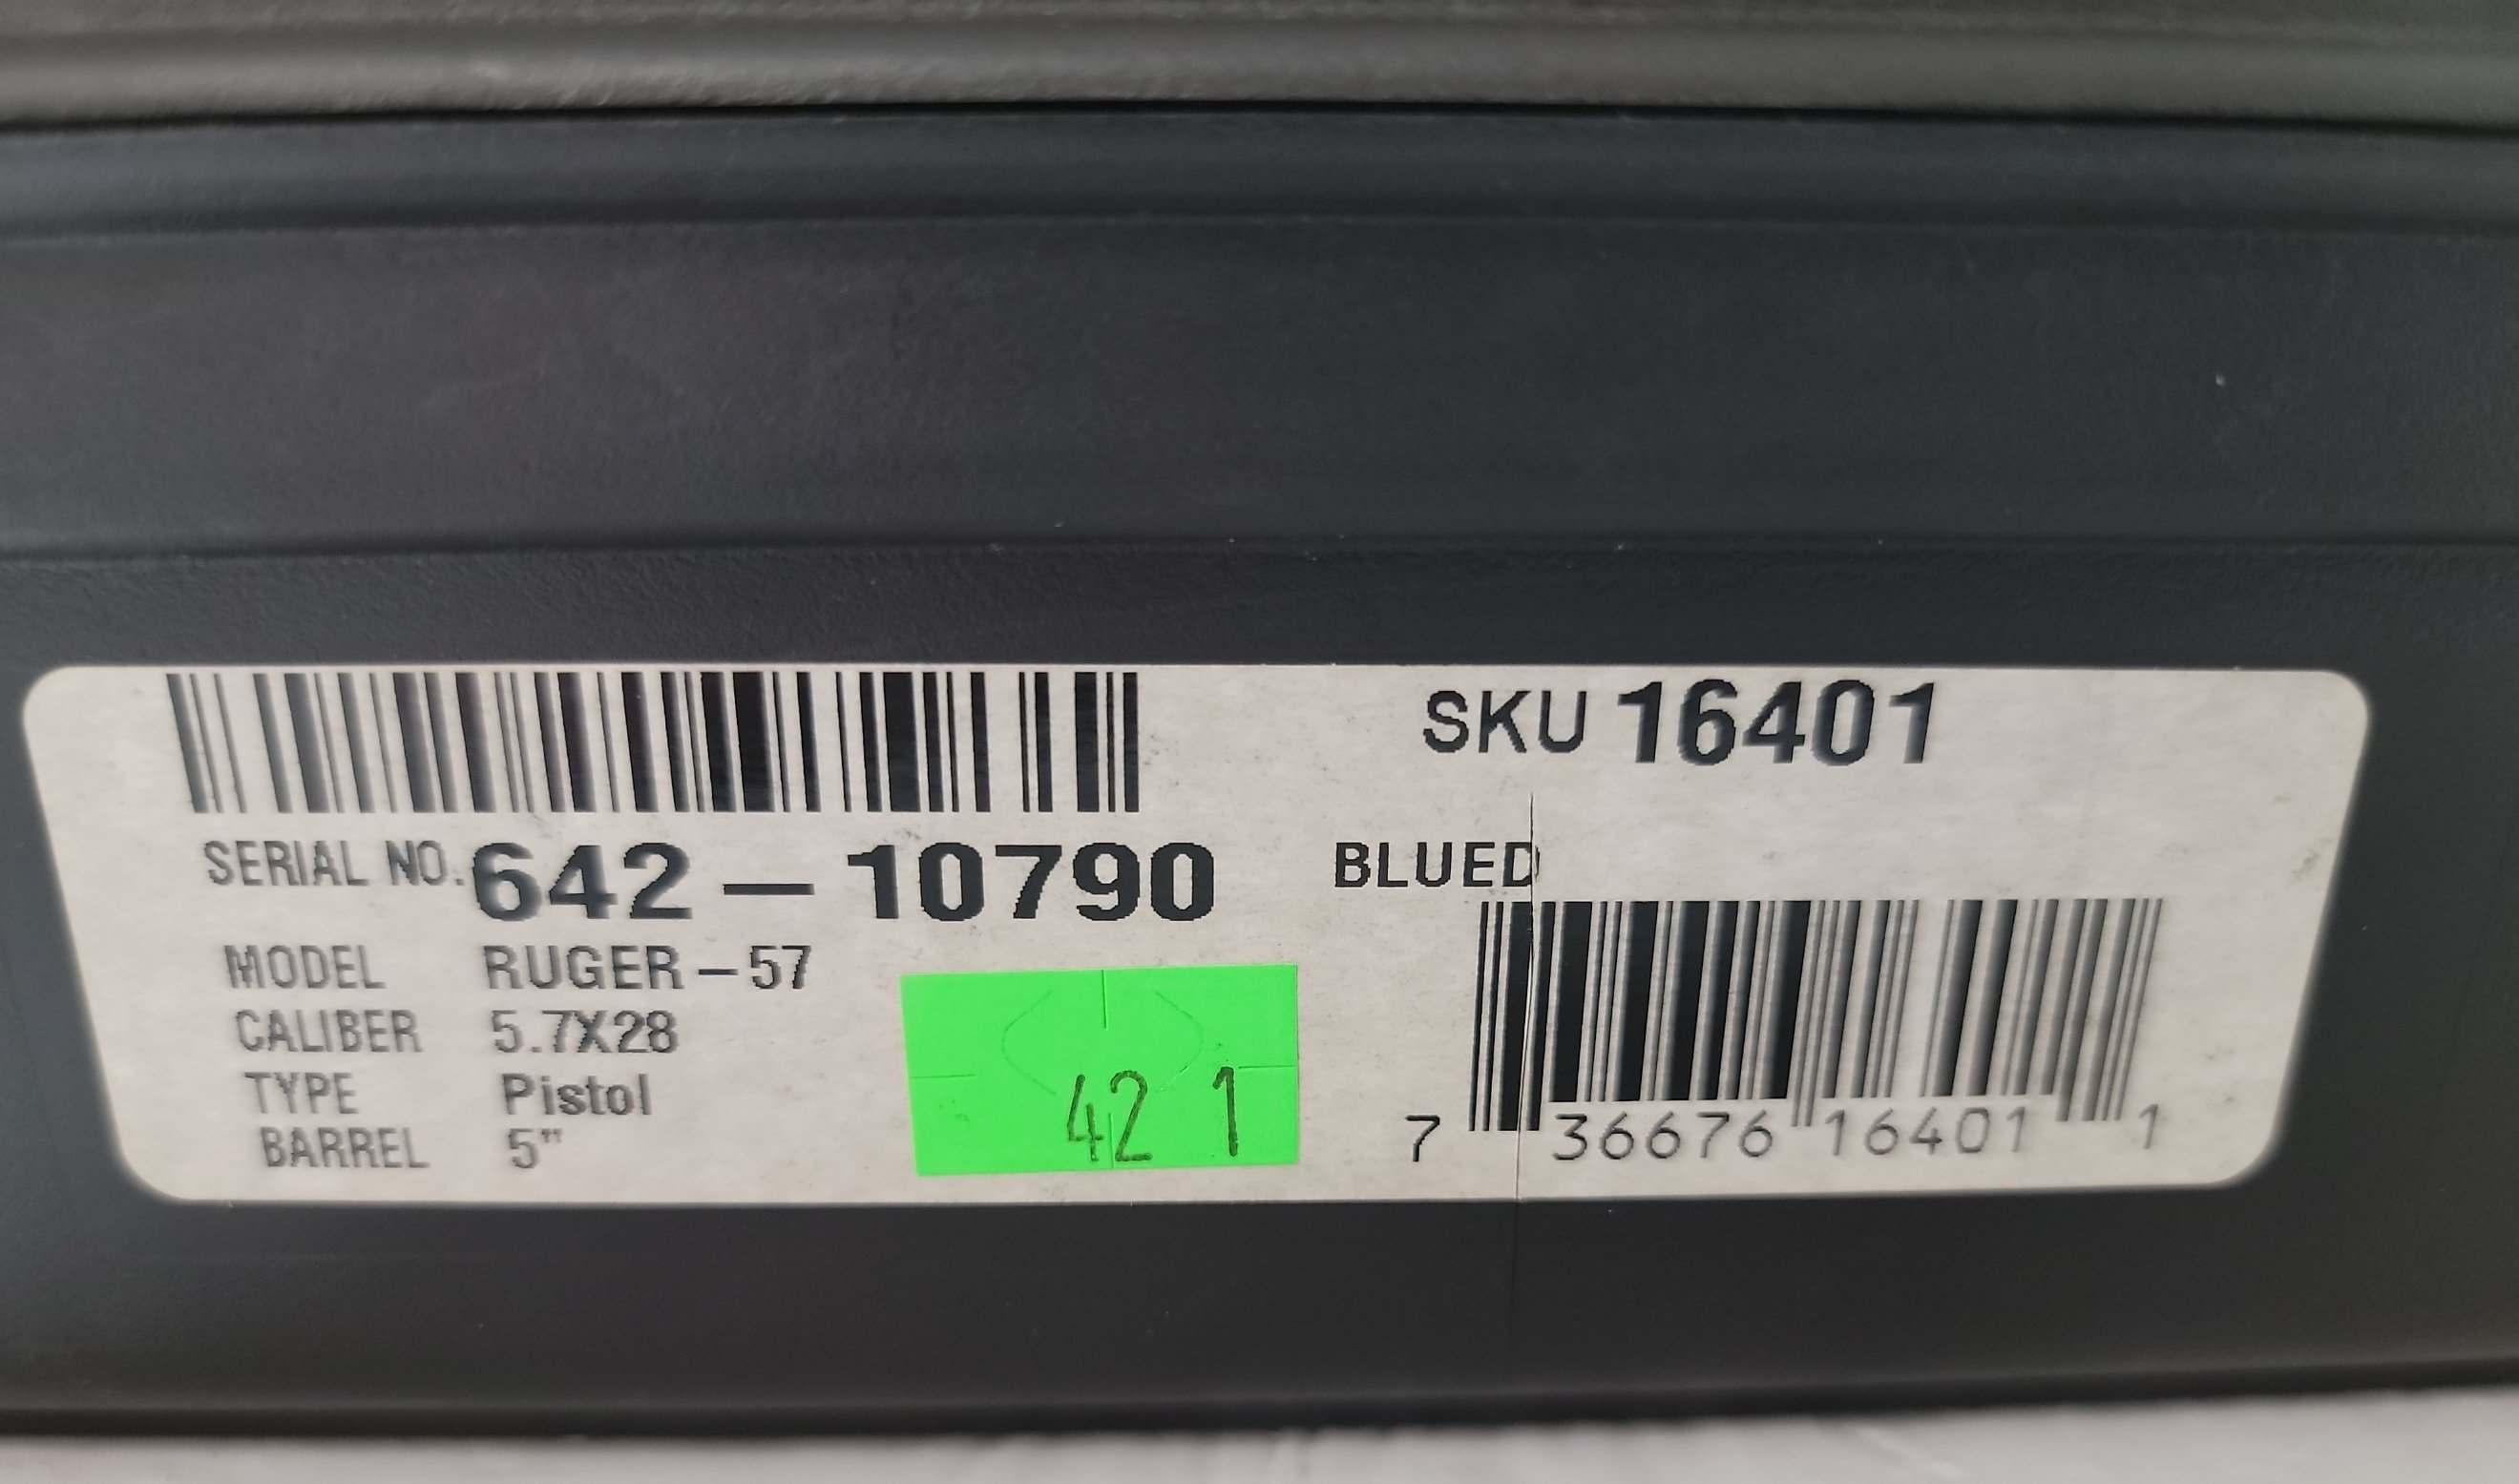 SKU 16401
SERIAL NO. 642-10790
BLUED
MODEL RUGER-57
CALIBER 5.7X28
TYPE Pistol
BARREL 5"
42 1
7 36676 16401 1